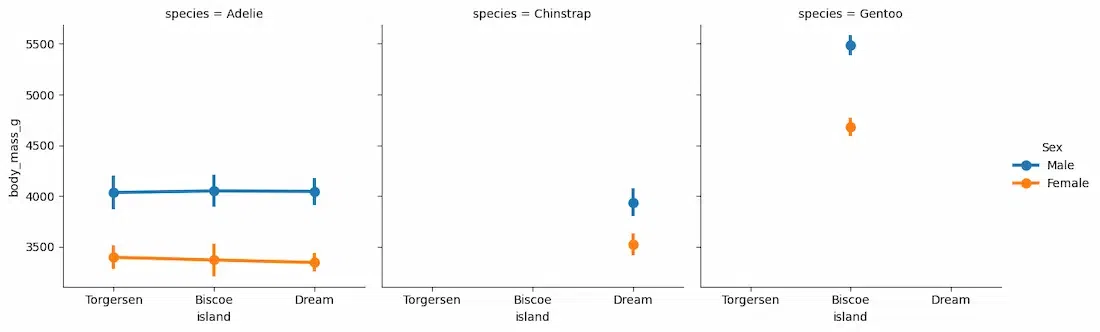 species = Adelie
species = Chinstrap
species = Gentoo
5500
5000
4500
4000
3500
body_mass_g
Torgersen Biscoe Dream
island
Torgersen Biscoe Dream
island
Torgersen Biscoe Dream
island
Sex
Male
Female